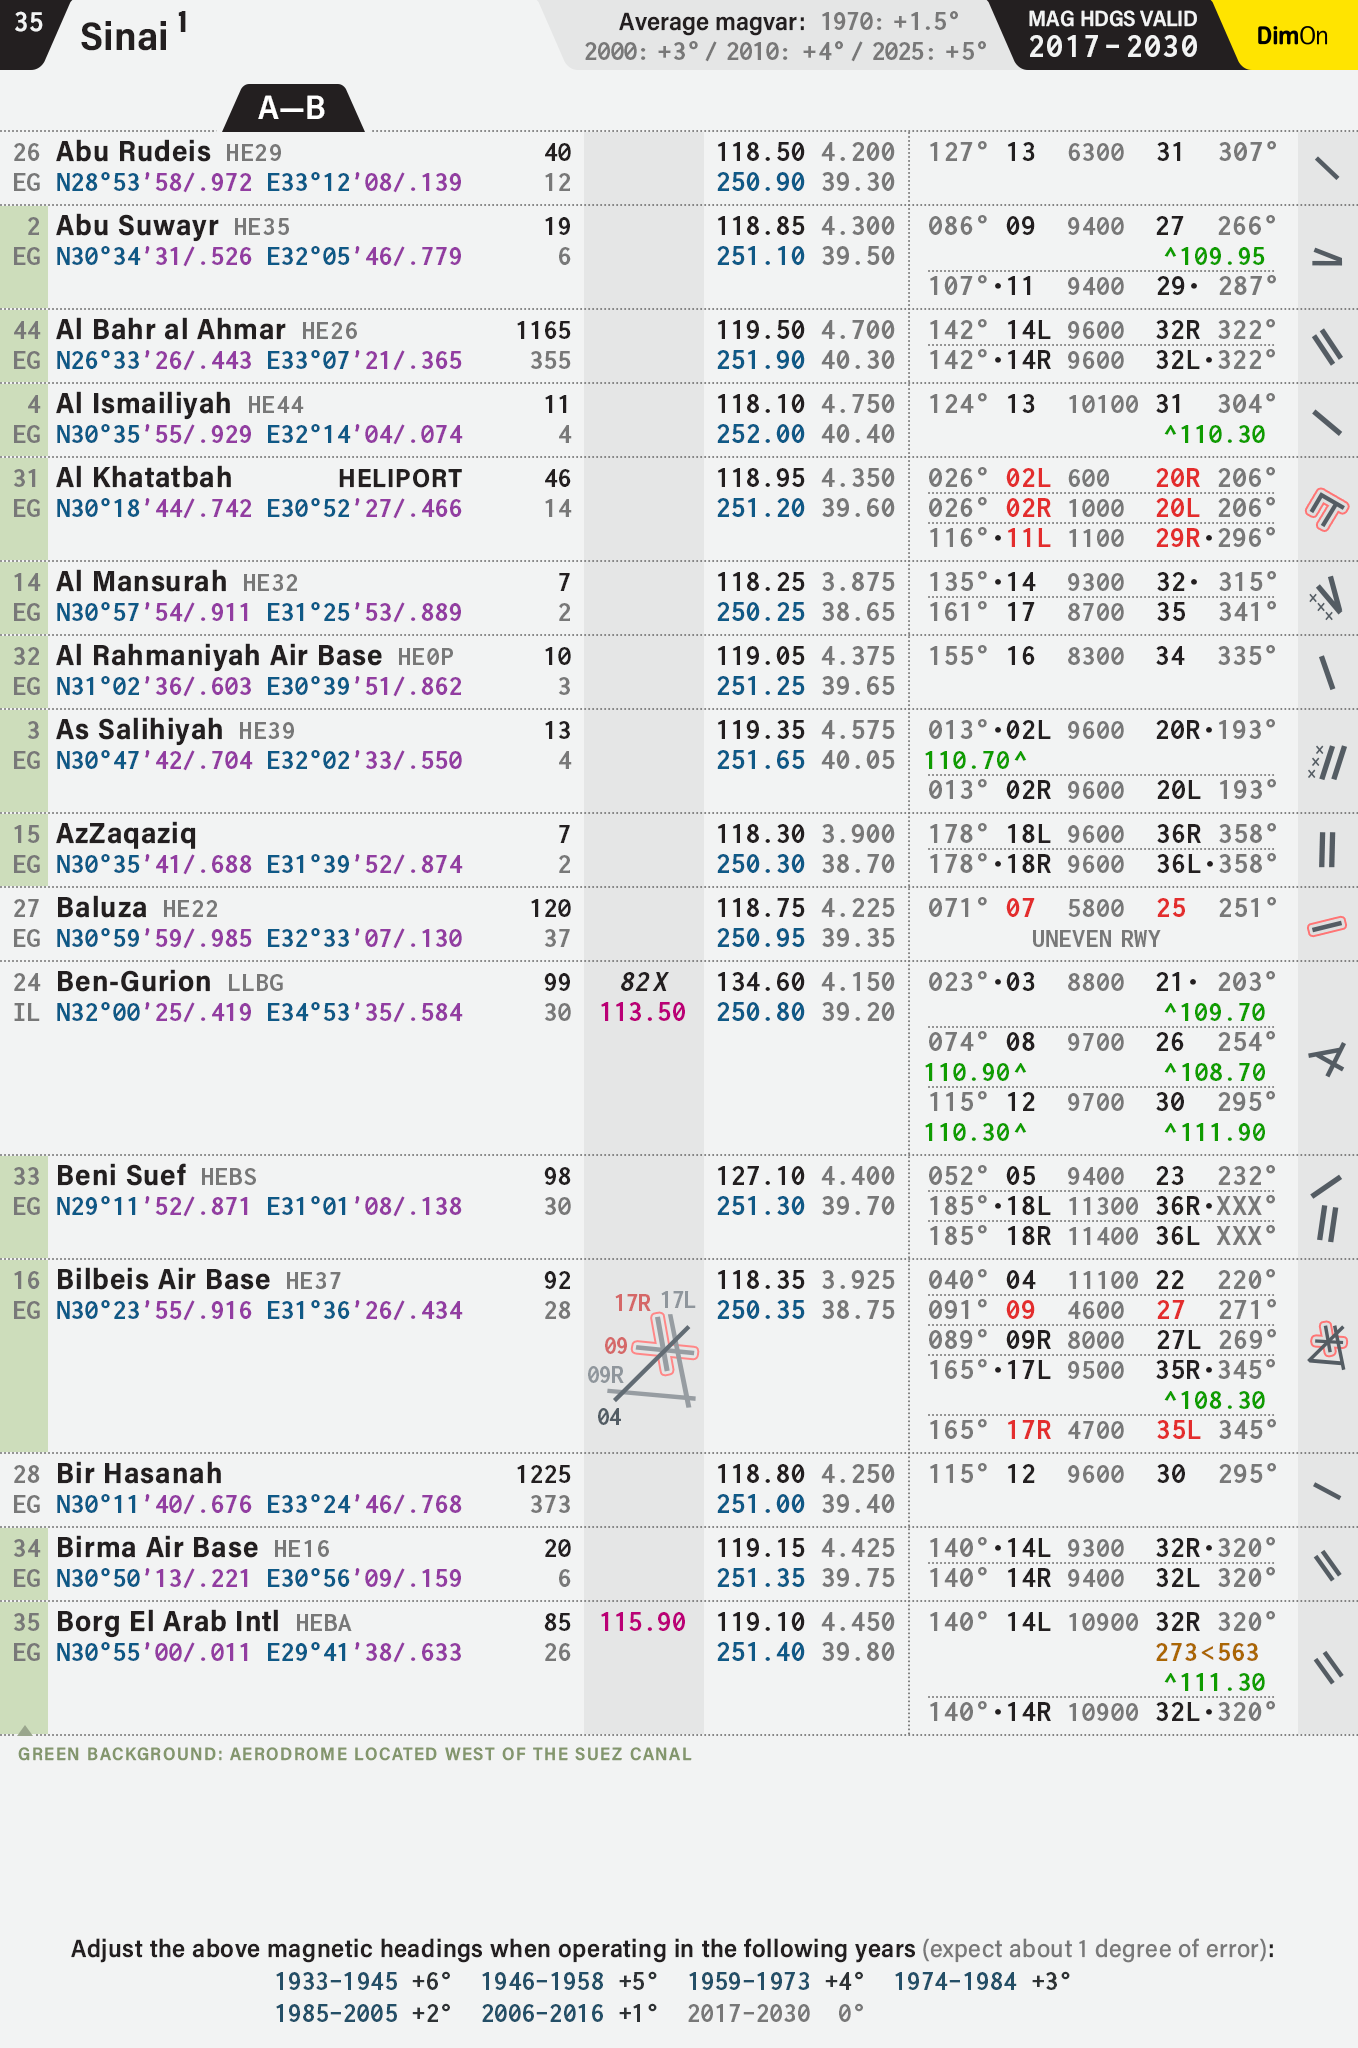 35 Sinai 1 Average magvar: 1970: +1.5° MAG HDGS VALID DimOn
2000: +3° / 2010: +4° / 2025: +5° 2017-2030
A—B
26 Abu Rudeis HE29 40 118.50 4.200 127° 13 6300 31 307°
EG N28°53'58/.972 E33°12'08/.139 12 250.90 39.30
2 Abu Suwayr HE35 19 118.85 4.300 086° 09 9400 27 266°
EG N30°34'31/.526 E32°05'46/.779 6 251.10 39.50 ^109.95
107°•11 9400 29• 287°
44 Al Bahr al Ahmar HE26 1165 119.50 4.700 142° 14L 9600 32R 322°
EG N26°33'26/.443 E33°07'21/.365 355 251.90 40.30 142°•14R 9600 32L•322°
4 Al Ismailiyah HE44 11 118.10 4.750 124° 13 10100 31 304°
EG N30°35'55/.929 E32°14'04/.074 4 252.00 40.40 ^110.30
31 Al Khatatbah HELIPORT 46 118.95 4.350 026° 02L 600 20R 206°
EG N30°18'44/.742 E30°52'27/.466 14 251.20 39.60 026° 02R 1000 20L 206°
116°•11L 1100 29R•296°
14 Al Mansurah HE32 7 118.25 3.875 135°•14 9300 32• 315°
EG N30°57'54/.911 E31°25'53/.889 2 250.25 38.65 161° 17 8700 35 341°
32 Al Rahmaniyah Air Base HE0P 10 119.05 4.375 155° 16 8300 34 335°
EG N31°02'36/.603 E30°39'51/.862 3 251.25 39.65
3 As Salihiyah HE39 13 119.35 4.575 013°•02L 9600 20R•193°
EG N30°47'42/.704 E32°02'33/.550 4 251.65 40.05 110.70^
013° 02R 9600 20L 193°
15 AzZaqaziq 7 118.30 3.900 178° 18L 9600 36R 358°
EG N30°35'41/.688 E31°39'52/.874 2 250.30 38.70 178°•18R 9600 36L•358°
27 Baluza HE22 120 118.75 4.225 071° 07 5800 25 251°
EG N30°59'59/.985 E32°33'07/.130 37 250.95 39.35 UNEVEN RWY
24 Ben-Gurion LLBG 99 82X 134.60 4.150 023°•03 8800 21• 203°
IL N32°00'25/.419 E34°53'35/.584 30 113.50 250.80 39.20 ^109.70
074° 08 9700 26 254°
110.90^ ^108.70
115° 12 9700 30 295°
110.30^ ^111.90
33 Beni Suef HEBS 98 127.10 4.400 052° 05 9400 23 232°
EG N29°11'52/.871 E31°01'08/.138 30 251.30 39.70 185°•18L 11300 36R•XXX°
185° 18R 11400 36L XXX°
16 Bilbeis Air Base HE37 92 118.35 3.925 040° 04 11100 22 220°
EG N30°23'55/.916 E31°36'26/.434 28 17R 17L 250.35 38.75 091° 09 4600 27 271°
09 089° 09R 8000 27L 269°
09R 165°•17L 9500 35R•345°
^108.30
04 165° 17R 4700 35L 345°
28 Bir Hasanah 1225 118.80 4.250 115° 12 9600 30 295°
EG N30°11'40/.676 E33°24'46/.768 373 251.00 39.40
34 Birma Air Base HE16 20 119.15 4.425 140°•14L 9300 32R•320°
EG N30°50'13/.221 E30°56'09/.159 6 251.35 39.75 140° 14R 9400 32L 320°
35 Borg El Arab Intl HEBA 85 115.90 119.10 4.450 140° 14L 10900 32R 320°
EG N30°55'00/.011 E29°41'38/.633 26 251.40 39.80 273<563
^111.30
140°•14R 10900 32L•320°
GREEN BACKGROUND: AERODROME LOCATED WEST OF THE SUEZ CANAL
Adjust the above magnetic headings when operating in the following years (expect about 1 degree of error):
1933-1945 +6° 1946-1958 +5° 1959-1973 +4° 1974-1984 +3°
1985-2005 +2° 2006-2016 +1° 2017-2030 0°